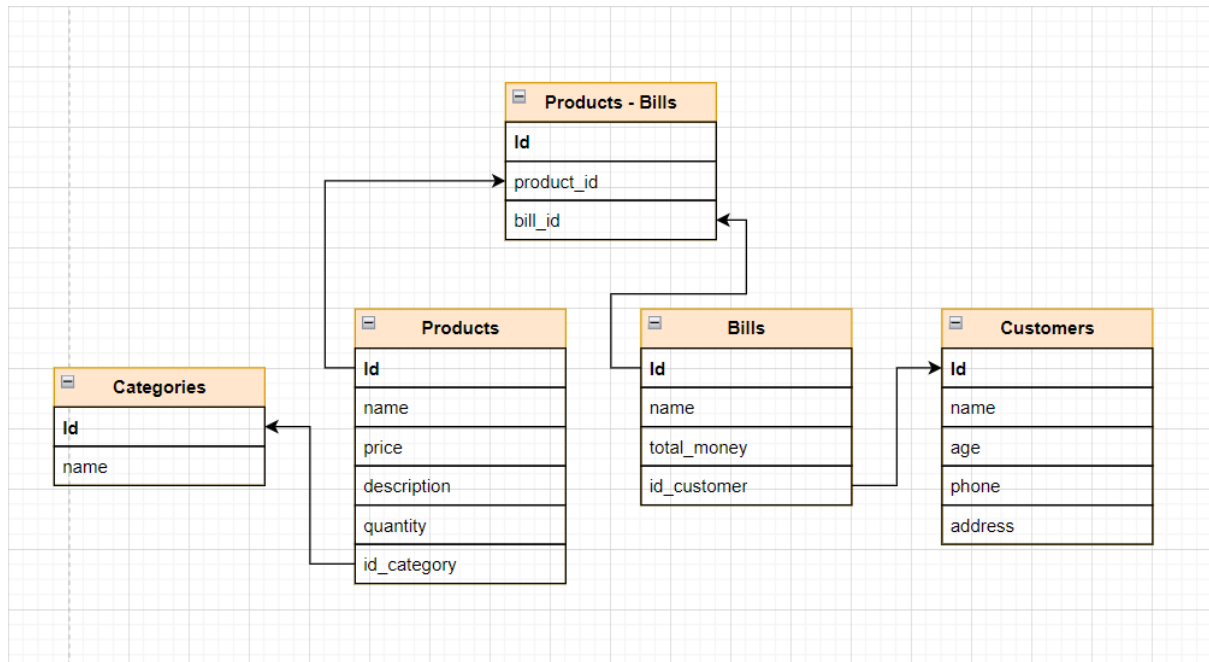 Products - Bills
Id
product_id
bill_id
Categories
Id
name
Products
Id
name
price
description
quantity
id_category
Bills
Id
name
total_money
id_customer
Customers
Id
name
age
phone
address